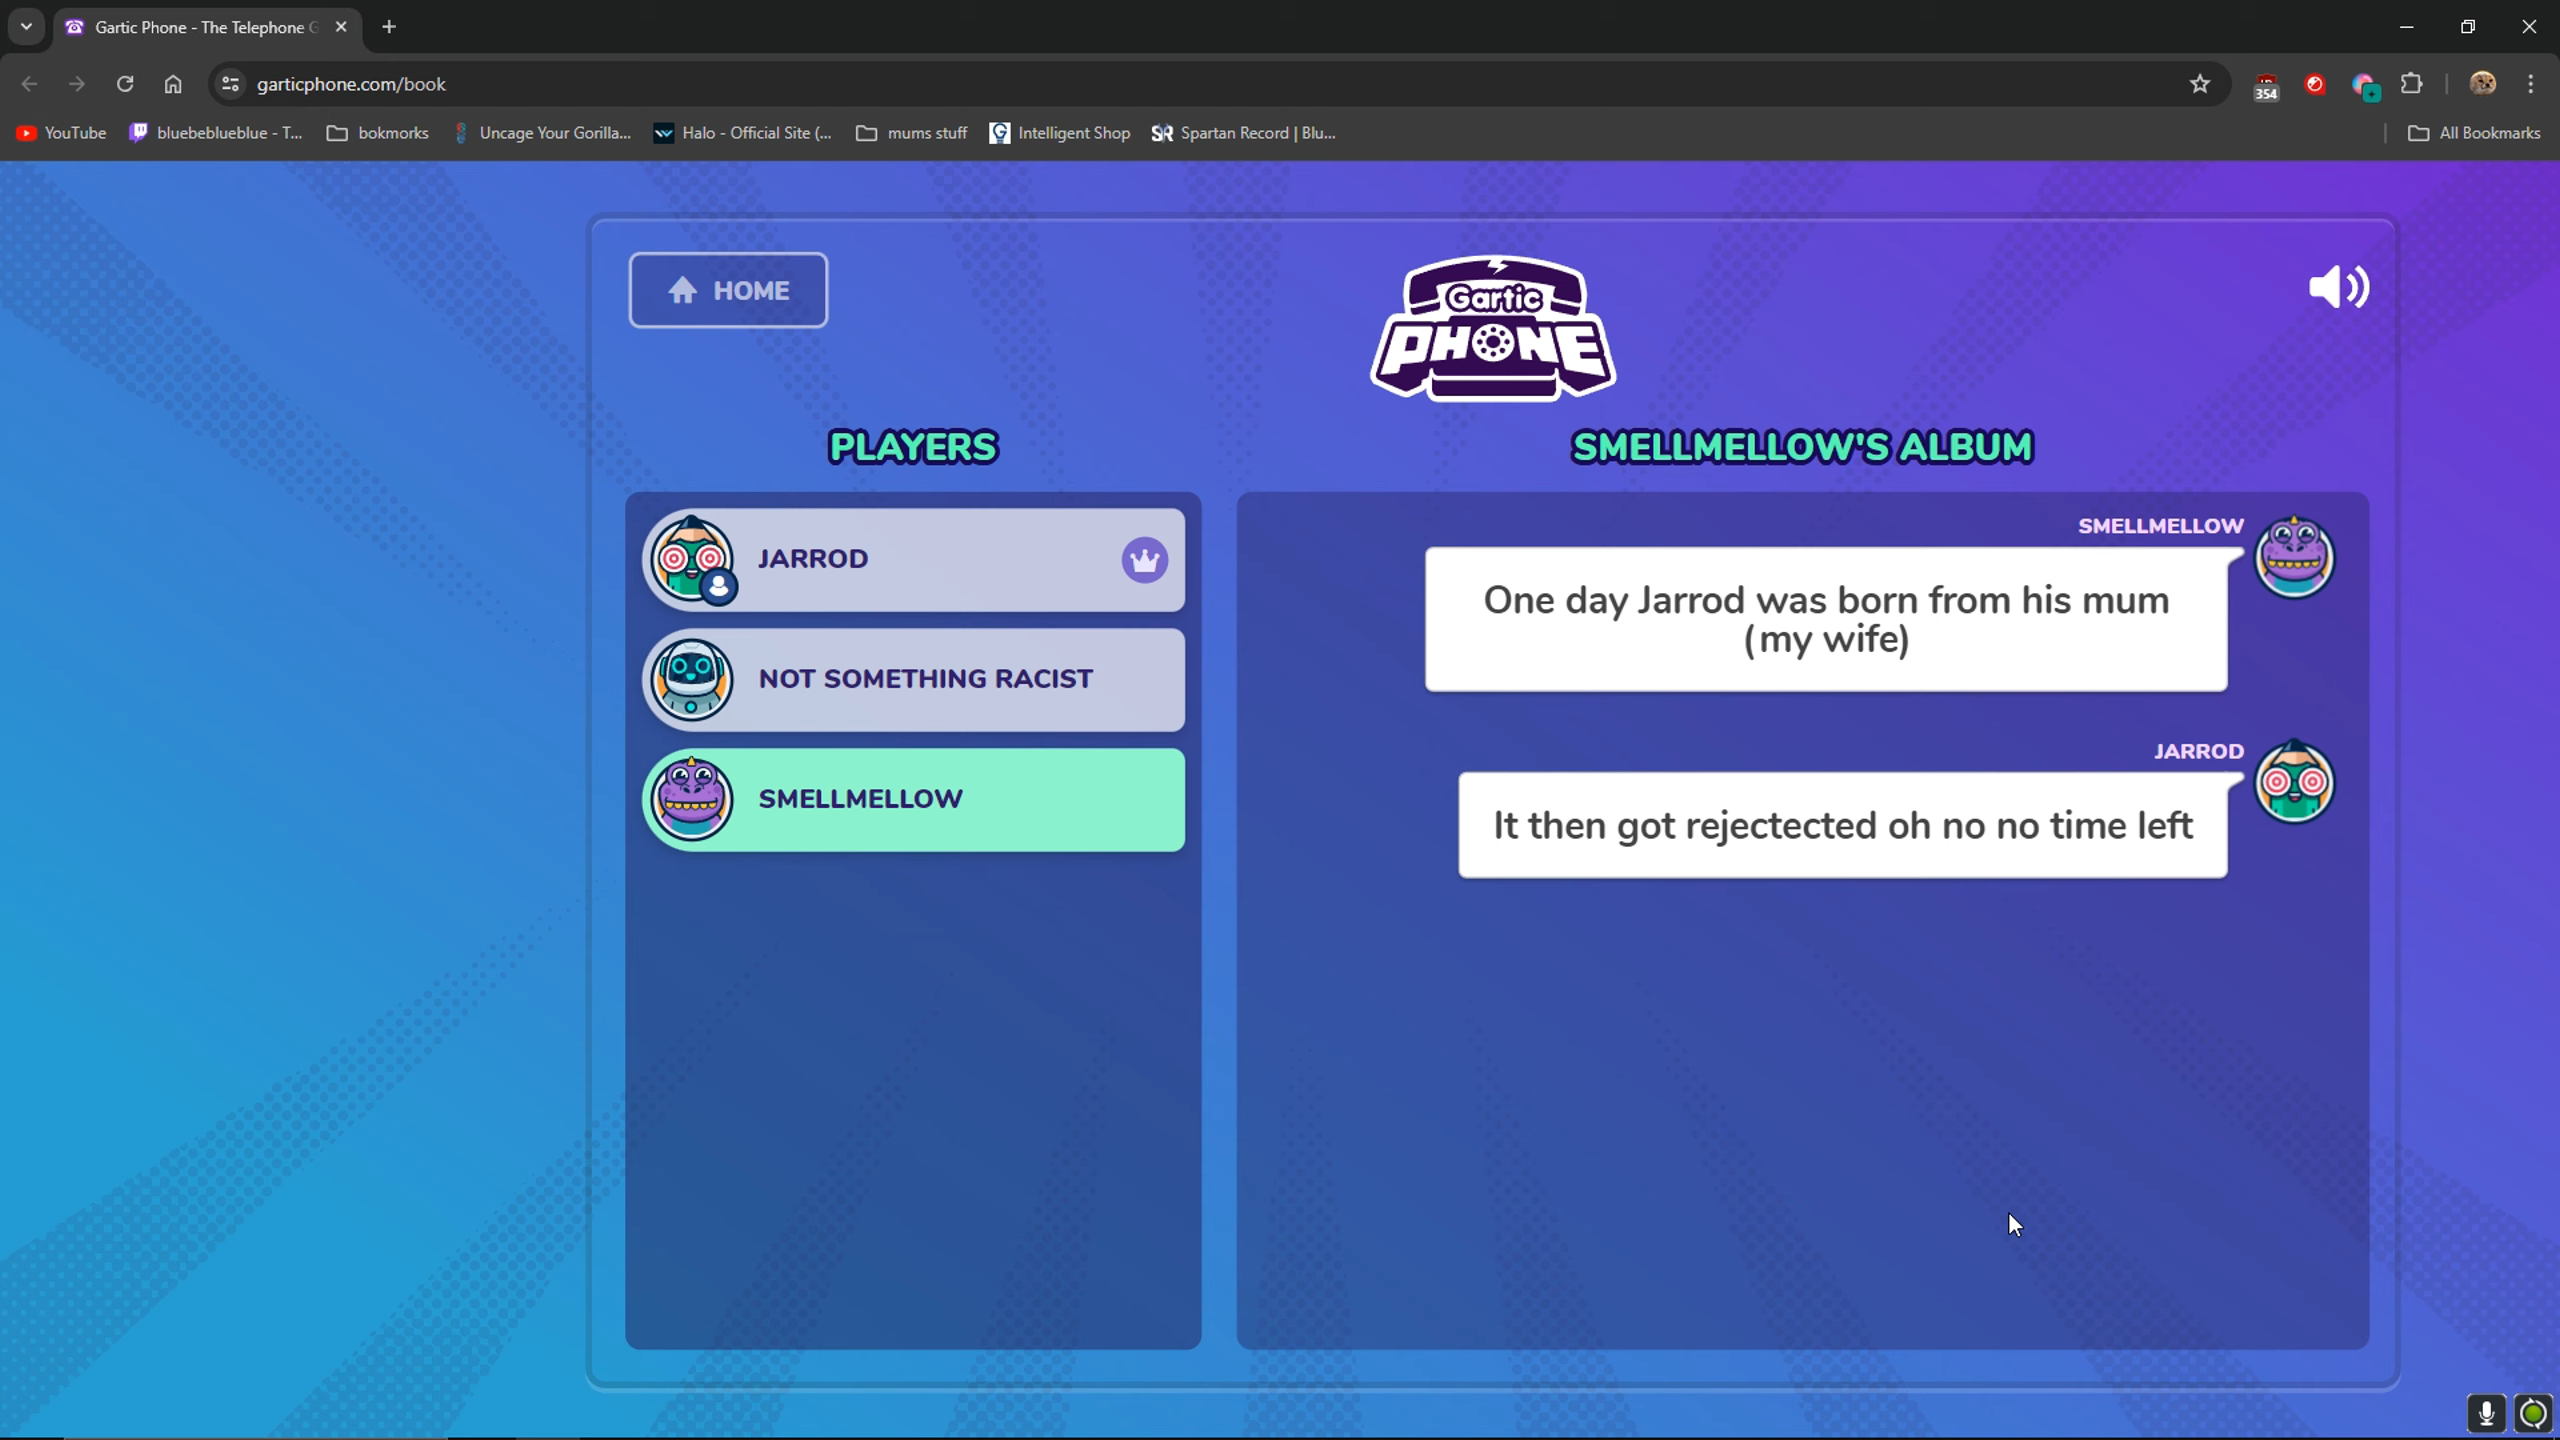 Gartic Phone - The Telephone G
garticphone.com/book
354
YouTube
bluebeblueblue - T...
bokmorks
Uncage Your Gorilla...
Halo - Official Site (...
mums stuff
Intelligent Shop
Spartan Record | Blu...
All Bookmarks
HOME
Gartic
PHONE
PLAYERS
JARROD
NOT SOMETHING RACIST
SMELLMELLOW
SMELLMELLOW'S ALBUM
SMELLMELLOW
One day Jarrod was born from his mum
(my wife)
JARROD
It then got rejectected oh no no time left